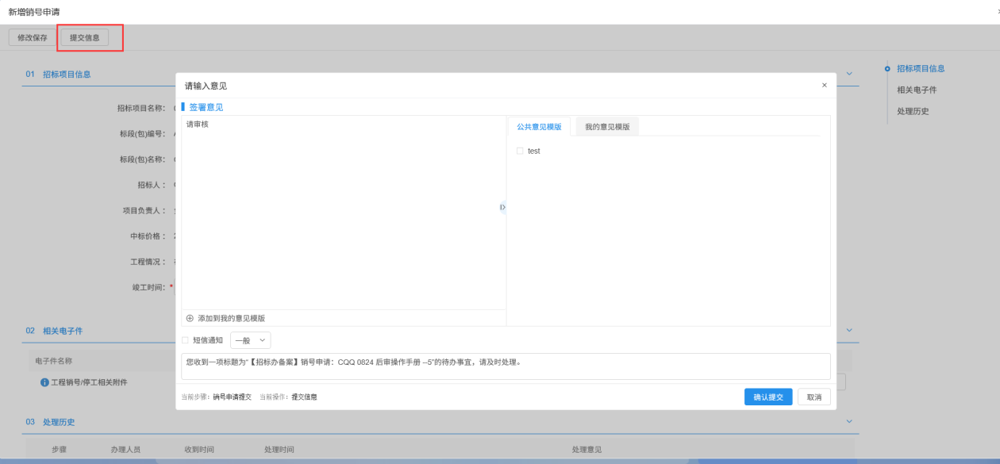 新增销号申请
修改保存 提交信息
01 招标项目信息
招标项目名称：
标段(包)编号：
标段(包)名称：
招标人：
项目负责人：
中标价格：
工程情况：
竣工时间：*
02 相关电子件
电子件名称
工程销号/停工相关附件
03 处理历史
步骤 办理人员 收到时间 处理时间 处理意见
招标项目信息
相关电子件
处理历史
请输入意见 ×
签署意见
请审核
公共意见模版 我的意见模版
test
添加到我的意见模版
短信通知 一般
您收到一项标题为“【招标办备案】销号申请：CQQ 0824 后审操作手册 --5”的待办事宜，请及时处理。
当前步骤：销号申请提交 当前操作：提交信息
确认提交 取消